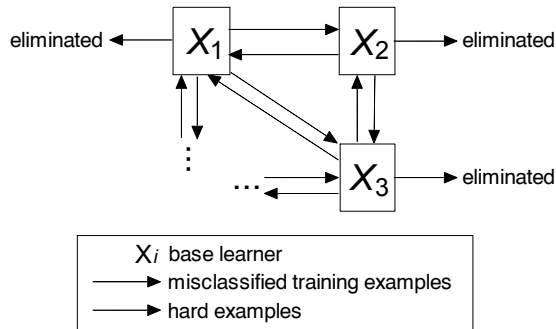 eliminated X1 X2 eliminated
... X3 eliminated
Xi base learner
misclassified training examples
hard examples